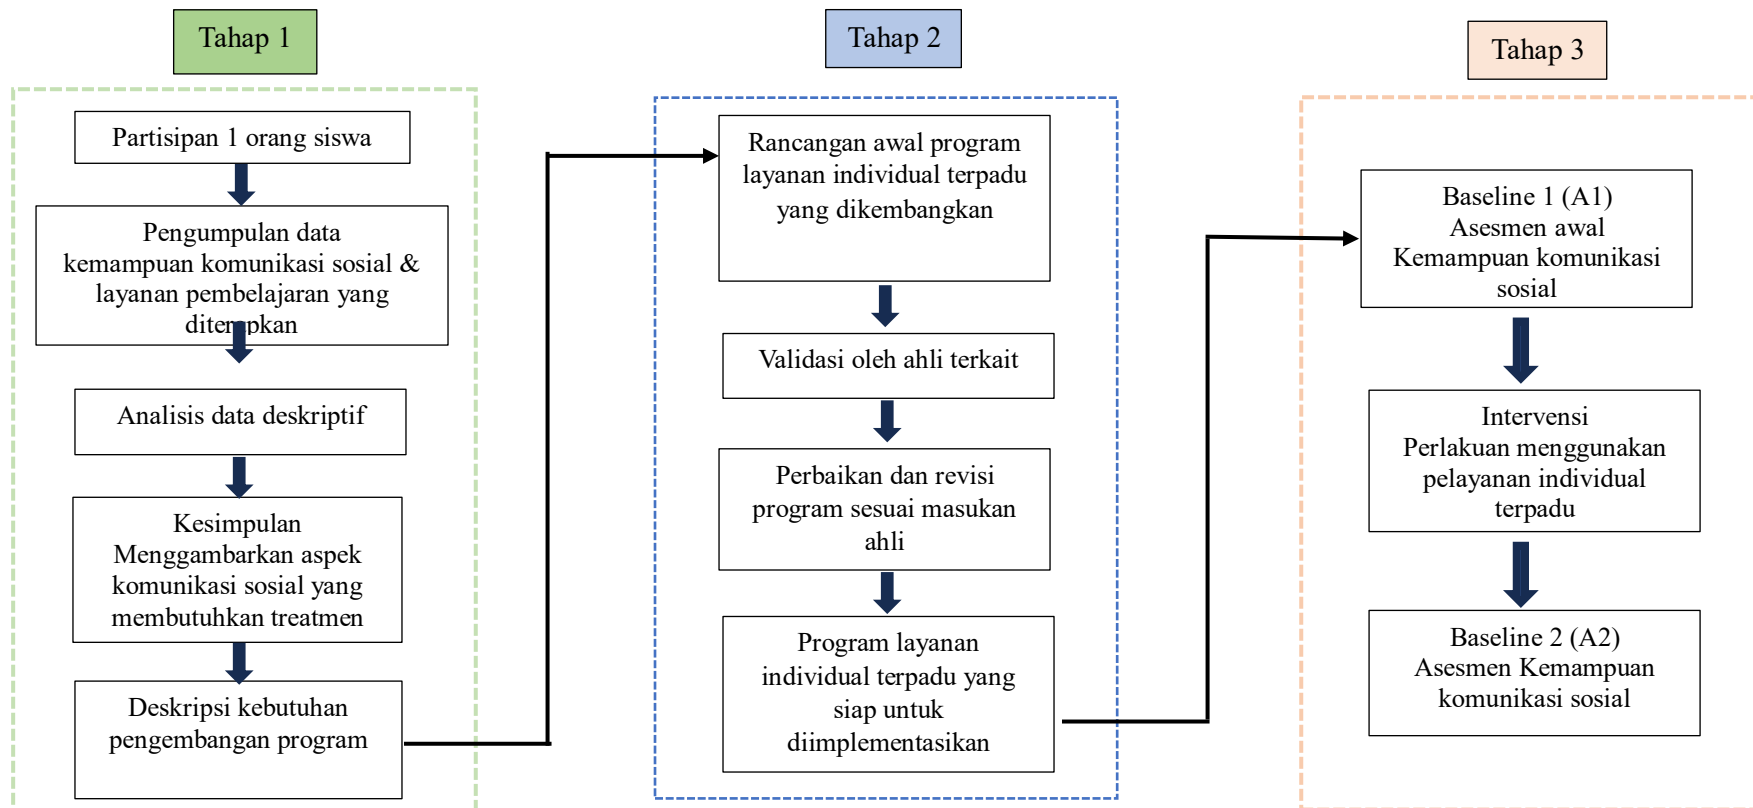 Tahap 1
Partisipan 1 orang siswa
Pengumpulan data
kemampuan komunikasi sosial &
layanan pembelajaran yang
diterapkan
Analisis data deskriptif
Kesimpulan
Menggambarkan aspek
komunikasi sosial yang
membutuhkan treatmen
Deskripsi kebutuhan
pengembangan program
Tahap 2
Rancangan awal program
layanan individual terpadu
yang dikembangkan
Validasi oleh ahli terkait
Perbaikan dan revisi
program sesuai masukan
ahli
Program layanan
individual terpadu yang
siap untuk
diimplementasikan
Tahap 3
Baseline 1 (A1)
Asesmen awal
Kemampuan komunikasi
sosial
Intervensi
Perlakuan menggunakan
pelayanan individual
terpadu
Baseline 2 (A2)
Asesmen Kemampuan
komunikasi sosial